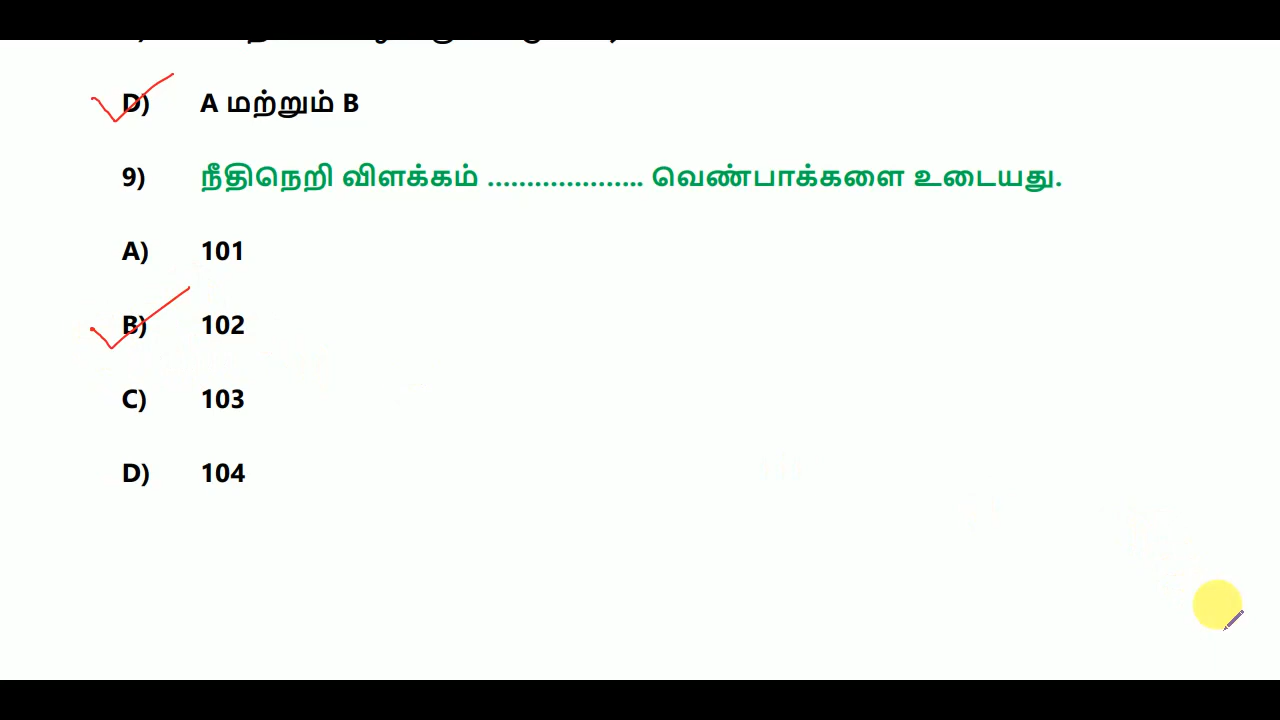 D) A மற்றும் B
9) நீதிநெறி விளக்கம் .................... வெண்பாக்களை உடையது.
A) 101
B) 102
C) 103
D) 104